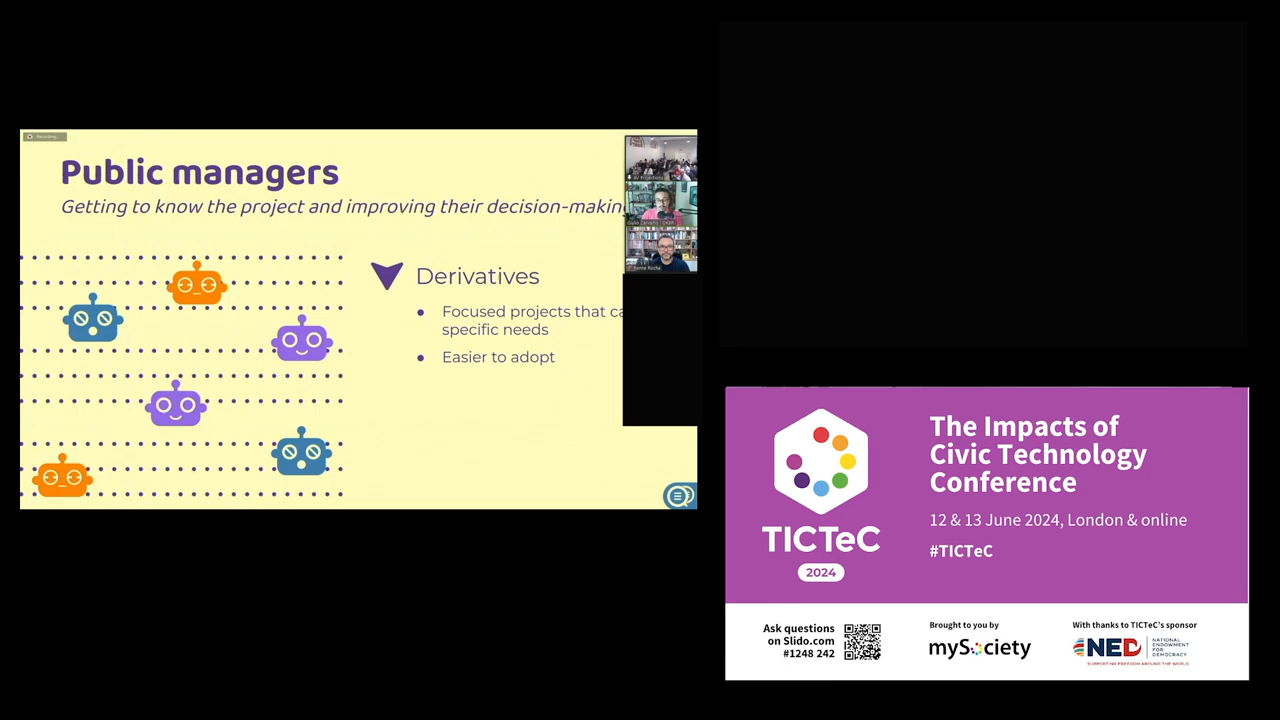 Recording...
Public managers
Getting to know the project and improving their decision-makin
Derivatives
● Focused projects that ca
specific needs
● Easier to adopt
The Impacts of
Civic Technology
Conference
12 & 13 June 2024, London & online
#TICTeC
TICTeC
2024
Ask questions
on Slido.com
#1248 242
Brought to you by
mySociety
With thanks to TICTeC's sponsor
NED
NATIONAL
ENDOWMENT
FOR
DEMOCRACY
SUPPORTING FREEDOM AROUND THE WORLD